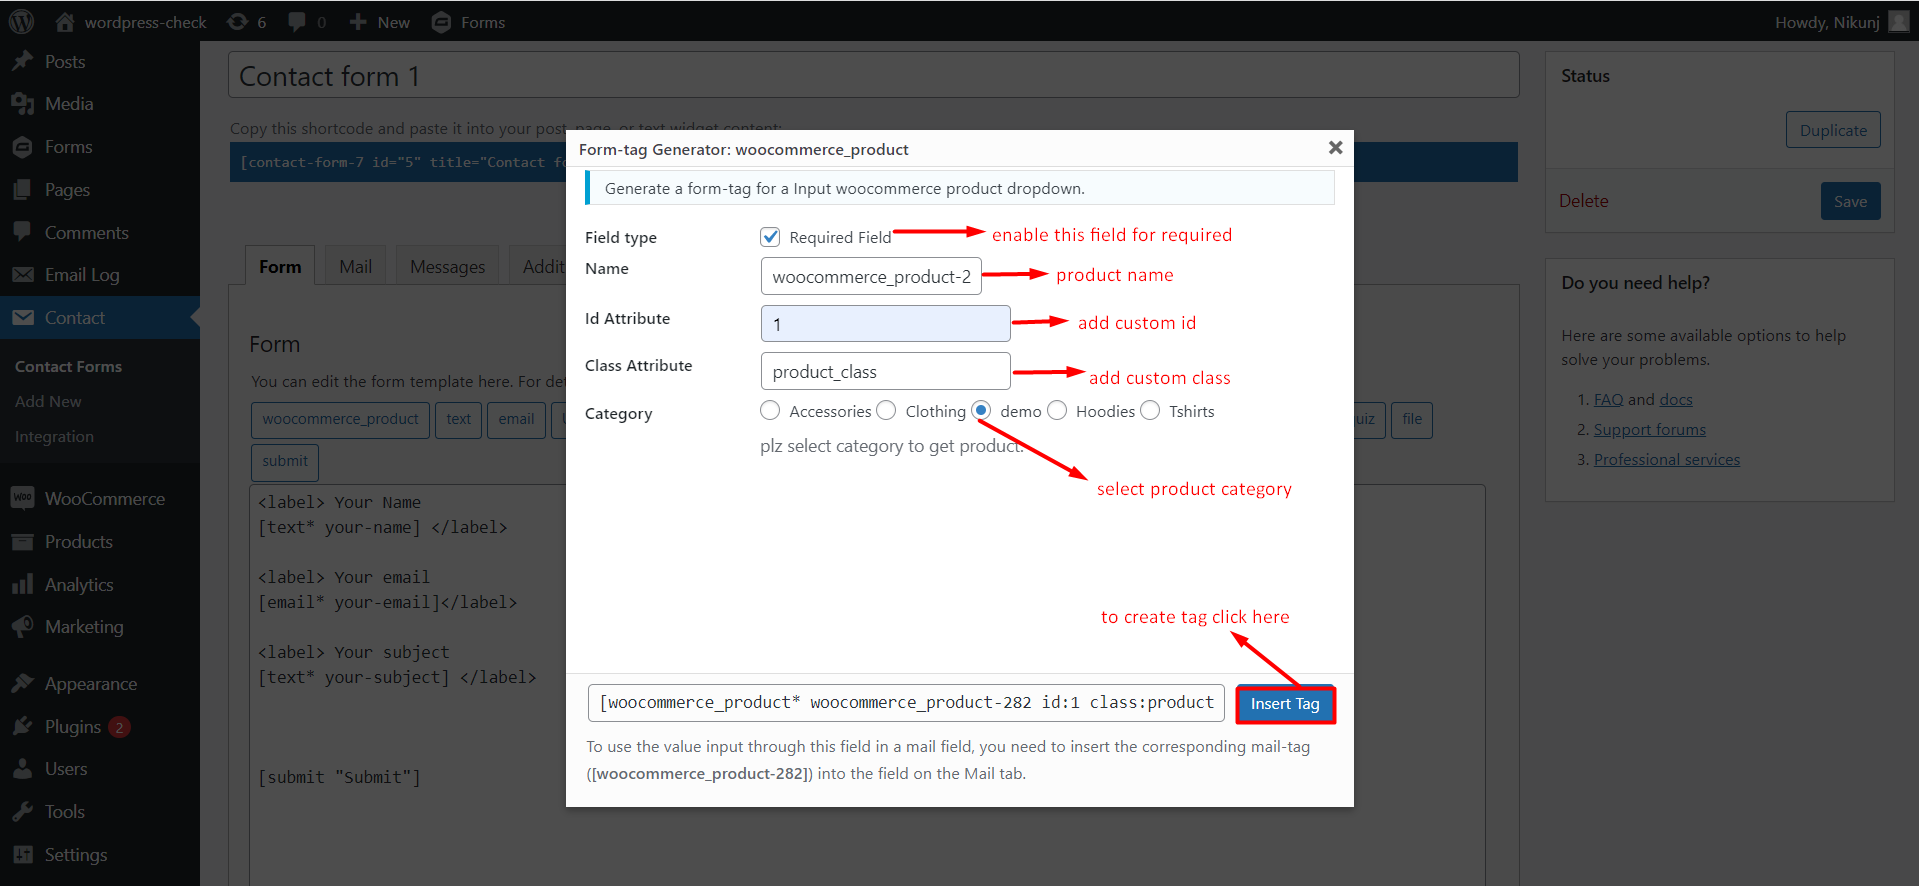 wordpress-check 6 0 New Forms Howdy, Nikunj
Posts
Media
Forms
Pages
Comments
Email Log
Contact
Contact Forms
Add New
Integration
WooCommerce
Products
Analytics
Marketing
Appearance
Plugins 2
Users
Tools
Settings
Contact form 1
Copy this shortcode and paste it into your post, page, or text widget content:
[contact-form-7 id="5" title="Contact fo
Form Mail Messages Addit
Form
You can edit the form template here. For det
woocommerce_product text email uiz file
submit
<label> Your Name
[text* your-name] </label>
<label> Your email
[email* your-email]</label>
<label> Your subject
[text* your-subject] </label>
[submit "Submit"]
Form-tag Generator: woocommerce_product
Generate a form-tag for a Input woocommerce product dropdown.
Field type Required Field enable this field for required
Name woocommerce_product-2 product name
Id Attribute 1 add custom id
Class Attribute product_class add custom class
Category Accessories Clothing demo Hoodies Tshirts
plz select category to get product.
select product category
to create tag click here
[woocommerce_product* woocommerce_product-282 id:1 class:product Insert Tag
To use the value input through this field in a mail field, you need to insert the corresponding mail-tag
([woocommerce_product-282]) into the field on the Mail tab.
Status
Duplicate
Delete Save
Do you need help?
Here are some available options to help
solve your problems.
1. FAQ and docs
2. Support forums
3. Professional services